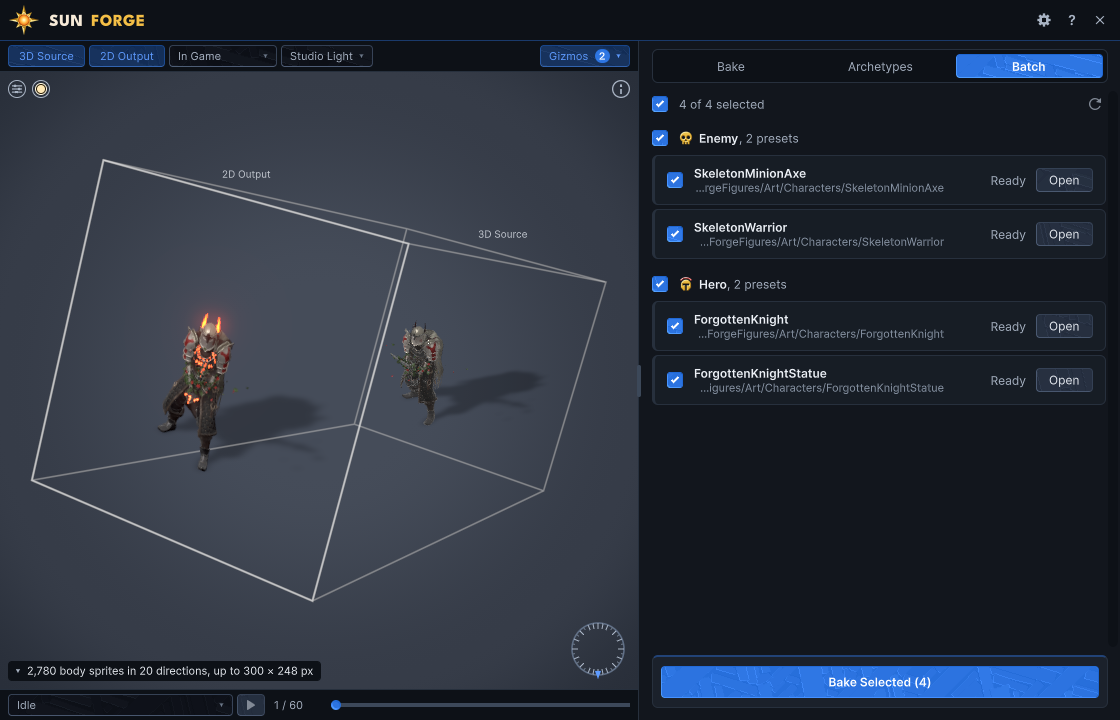 SUN FORGE
?
3D Source
2D Output
In Game
Studio Light
Gizmos 2
Bake
Archetypes
Batch
4 of 4 selected
Enemy, 2 presets
SkeletonMinionAxe
...rgeFigures/Art/Characters/SkeletonMinionAxe
Ready
Open
SkeletonWarrior
...ForgeFigures/Art/Characters/SkeletonWarrior
Ready
Open
Hero, 2 presets
ForgottenKnight
...ForgeFigures/Art/Characters/ForgottenKnight
Ready
Open
ForgottenKnightStatue
...igures/Art/Characters/ForgottenKnightStatue
Ready
Open
Bake Selected (4)
2D Output
3D Source
2,780 body sprites in 20 directions, up to 300 × 248 px
Idle
1 / 60